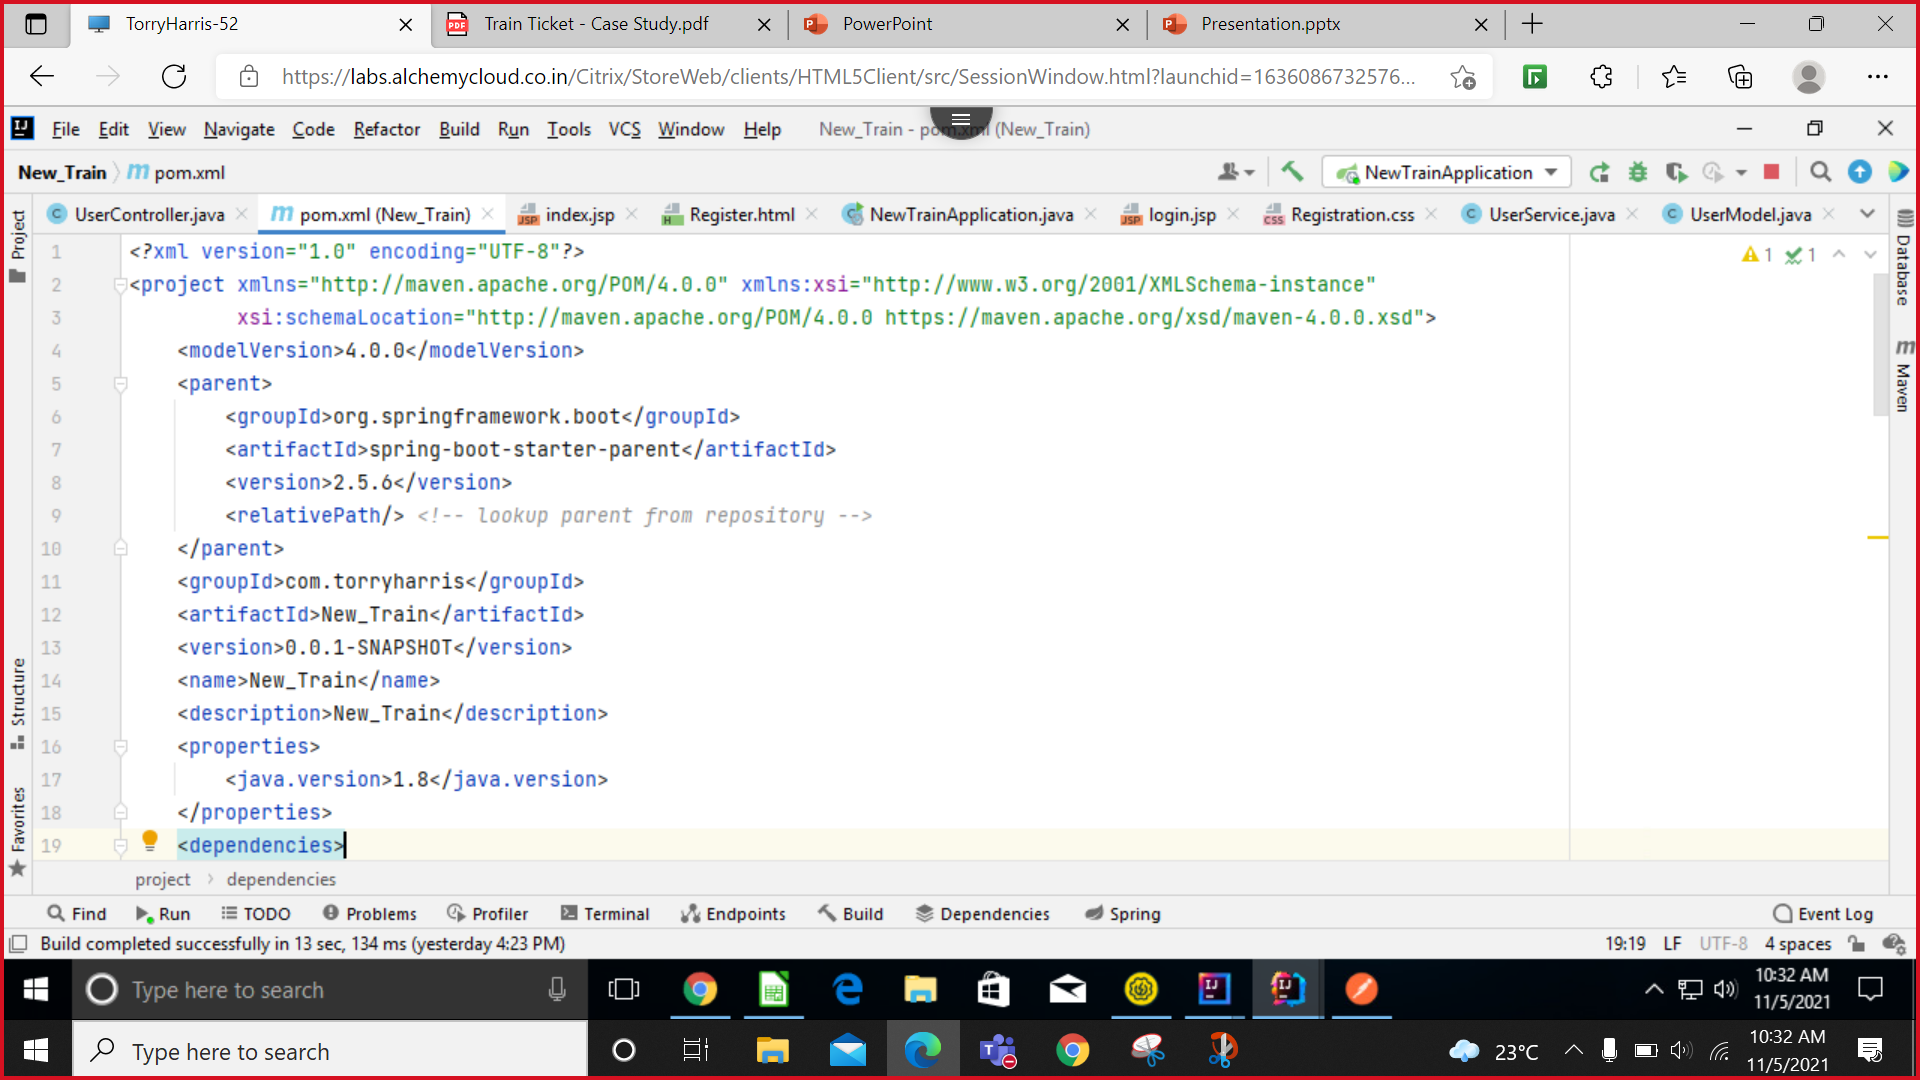 TorryHarris-52
Train Ticket - Case Study.pdf
PowerPoint
Presentation.pptx
https://labs.alchemycloud.co.in/Citrix/StoreWeb/clients/HTML5Client/src/SessionWindow.html?launchid=1636086732576...
File Edit View Navigate Code Refactor Build Run Tools VCS Window Help New_Train - pom.xml (New_Train)
New_Train pom.xml
NewTrainApplication
UserController.java
pom.xml (New_Train)
index.jsp
Register.html
NewTrainApplication.java
login.jsp
Registration.css
UserService.java
UserModel.java
1 <?xml version="1.0" encoding="UTF-8"?>
1 1
2 <project xmlns="http://maven.apache.org/POM/4.0.0" xmlns:xsi="http://www.w3.org/2001/XMLSchema-instance"
3 xsi:schemaLocation="http://maven.apache.org/POM/4.0.0 https://maven.apache.org/xsd/maven-4.0.0.xsd">
4 <modelVersion>4.0.0</modelVersion>
5 <parent>
6 <groupId>org.springframework.boot</groupId>
7 <artifactId>spring-boot-starter-parent</artifactId>
8 <version>2.5.6</version>
9 <relativePath/> <!-- lookup parent from repository -->
10 </parent>
11 <groupId>com.torryharris</groupId>
12 <artifactId>New_Train</artifactId>
13 <version>0.0.1-SNAPSHOT</version>
14 <name>New_Train</name>
15 <description>New_Train</description>
16 <properties>
17 <java.version>1.8</java.version>
18 </properties>
19 <dependencies>
Project
Structure
Favorites
Database
Maven
project dependencies
Find Run TODO Problems Profiler Terminal Endpoints Build Dependencies Spring Event Log
Build completed successfully in 13 sec, 134 ms (yesterday 4:23 PM) 19:19 LF UTF-8 4 spaces
Type here to search
10:32 AM
11/5/2021
Type here to search
23°C
10:32 AM
11/5/2021